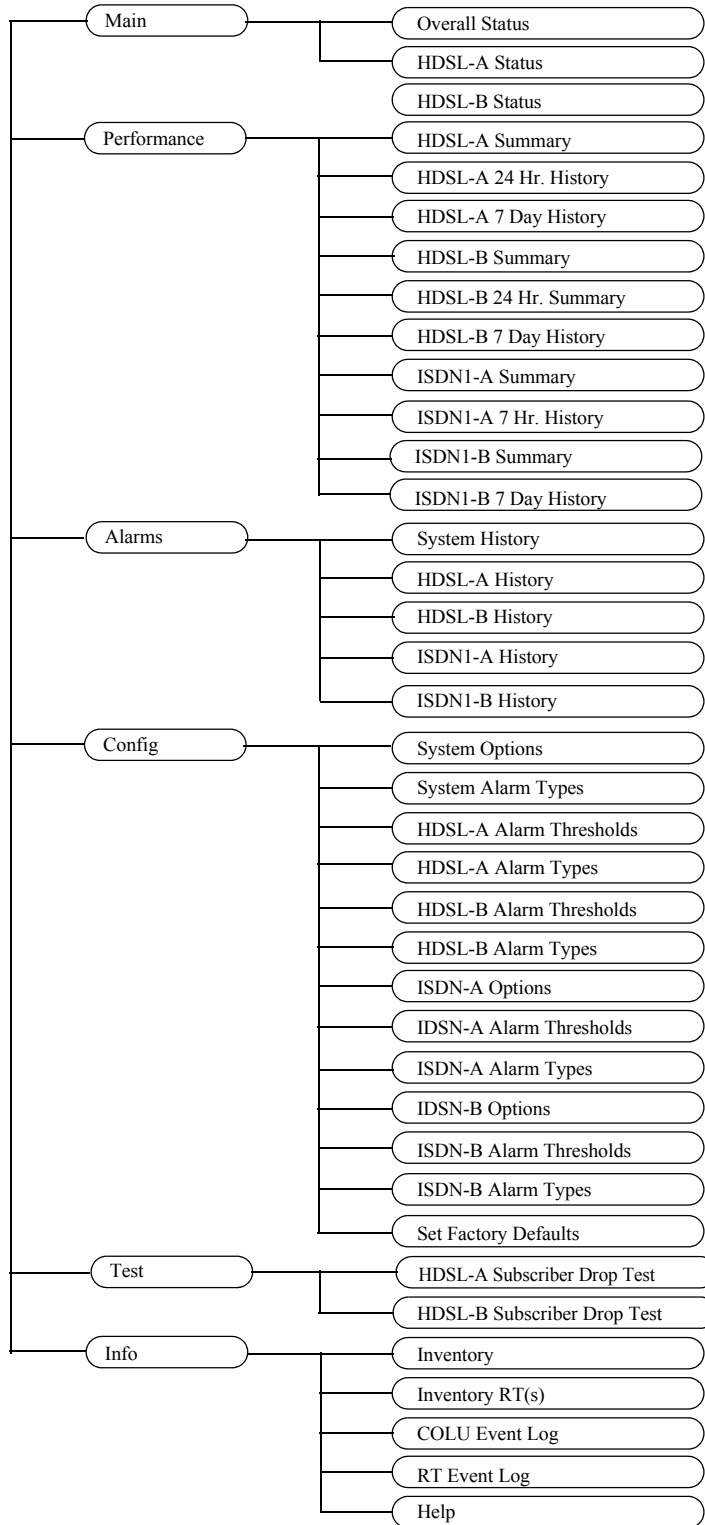 Main
Overall Status
HDSL-A Status
HDSL-B Status
Performance
HDSL-A Summary
HDSL-A 24 Hr. History
HDSL-A 7 Day History
HDSL-B Summary
HDSL-B 24 Hr. Summary
HDSL-B 7 Day History
ISDN1-A Summary
ISDN1-A 7 Hr. History
ISDN1-B Summary
ISDN1-B 7 Day History
Alarms
System History
HDSL-A History
HDSL-B History
ISDN1-A History
ISDN1-B History
Config
System Options
System Alarm Types
HDSL-A Alarm Thresholds
HDSL-A Alarm Types
HDSL-B Alarm Thresholds
HDSL-B Alarm Types
ISDN-A Options
IDSN-A Alarm Thresholds
ISDN-A Alarm Types
IDSN-B Options
ISDN-B Alarm Thresholds
ISDN-B Alarm Types
Set Factory Defaults
Test
HDSL-A Subscriber Drop Test
HDSL-B Subscriber Drop Test
Info
Inventory
Inventory RT(s)
COLU Event Log
RT Event Log
Help